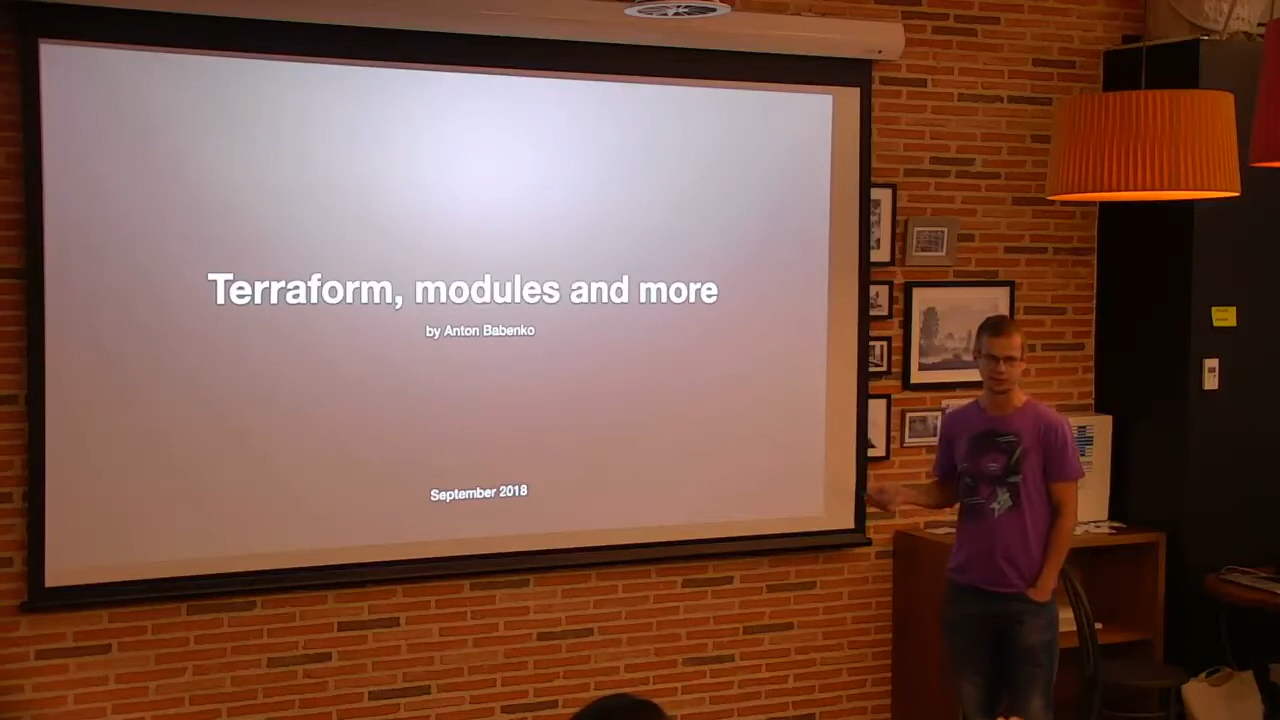 Terraform, modules and more
by Anton Babenko
September 2018